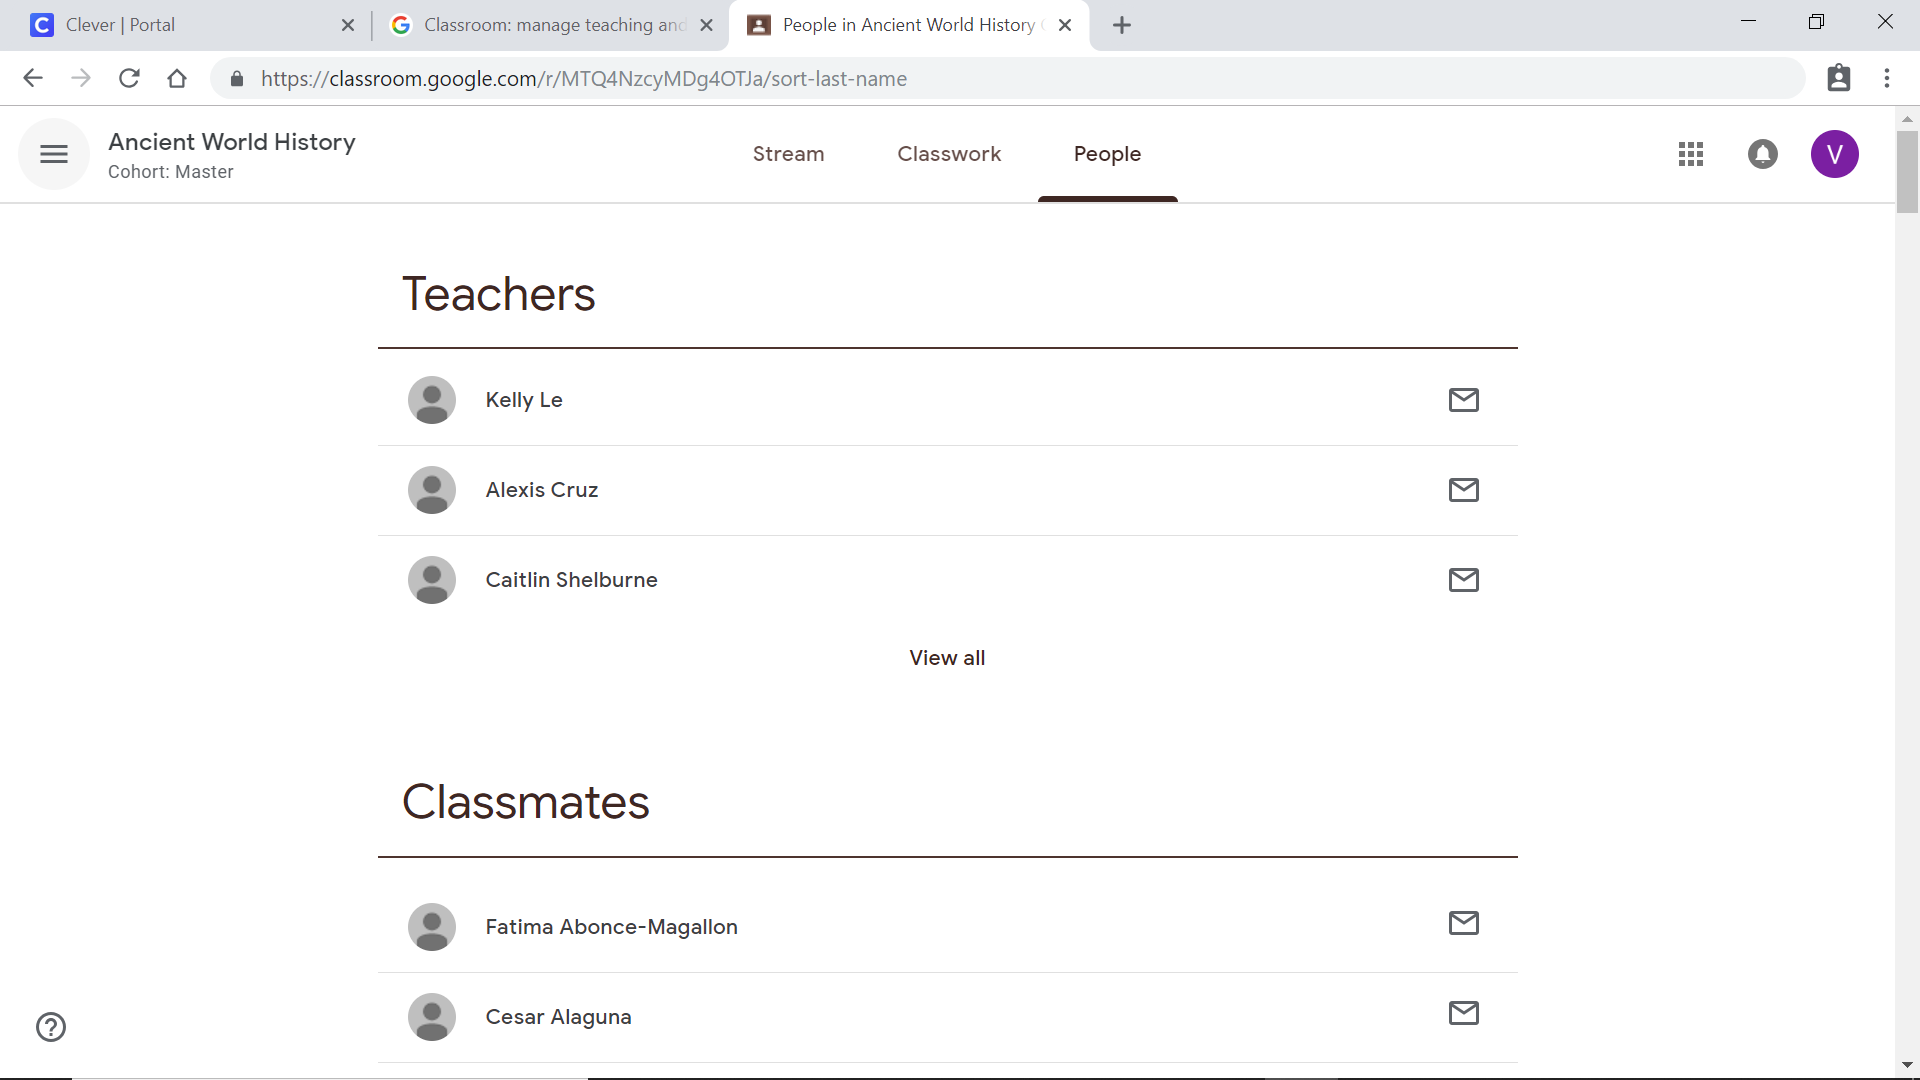 Clever | Portal
Classroom: manage teaching and
People in Ancient World History
https://classroom.google.com/r/MTQ4NzcyMDg4OTJa/sort-last-name
Ancient World History
Cohort: Master
Stream
Classwork
People
V
Teachers
Kelly Le
Alexis Cruz
Caitlin Shelburne
View all
Classmates
Fatima Abonce-Magallon
Cesar Alaguna